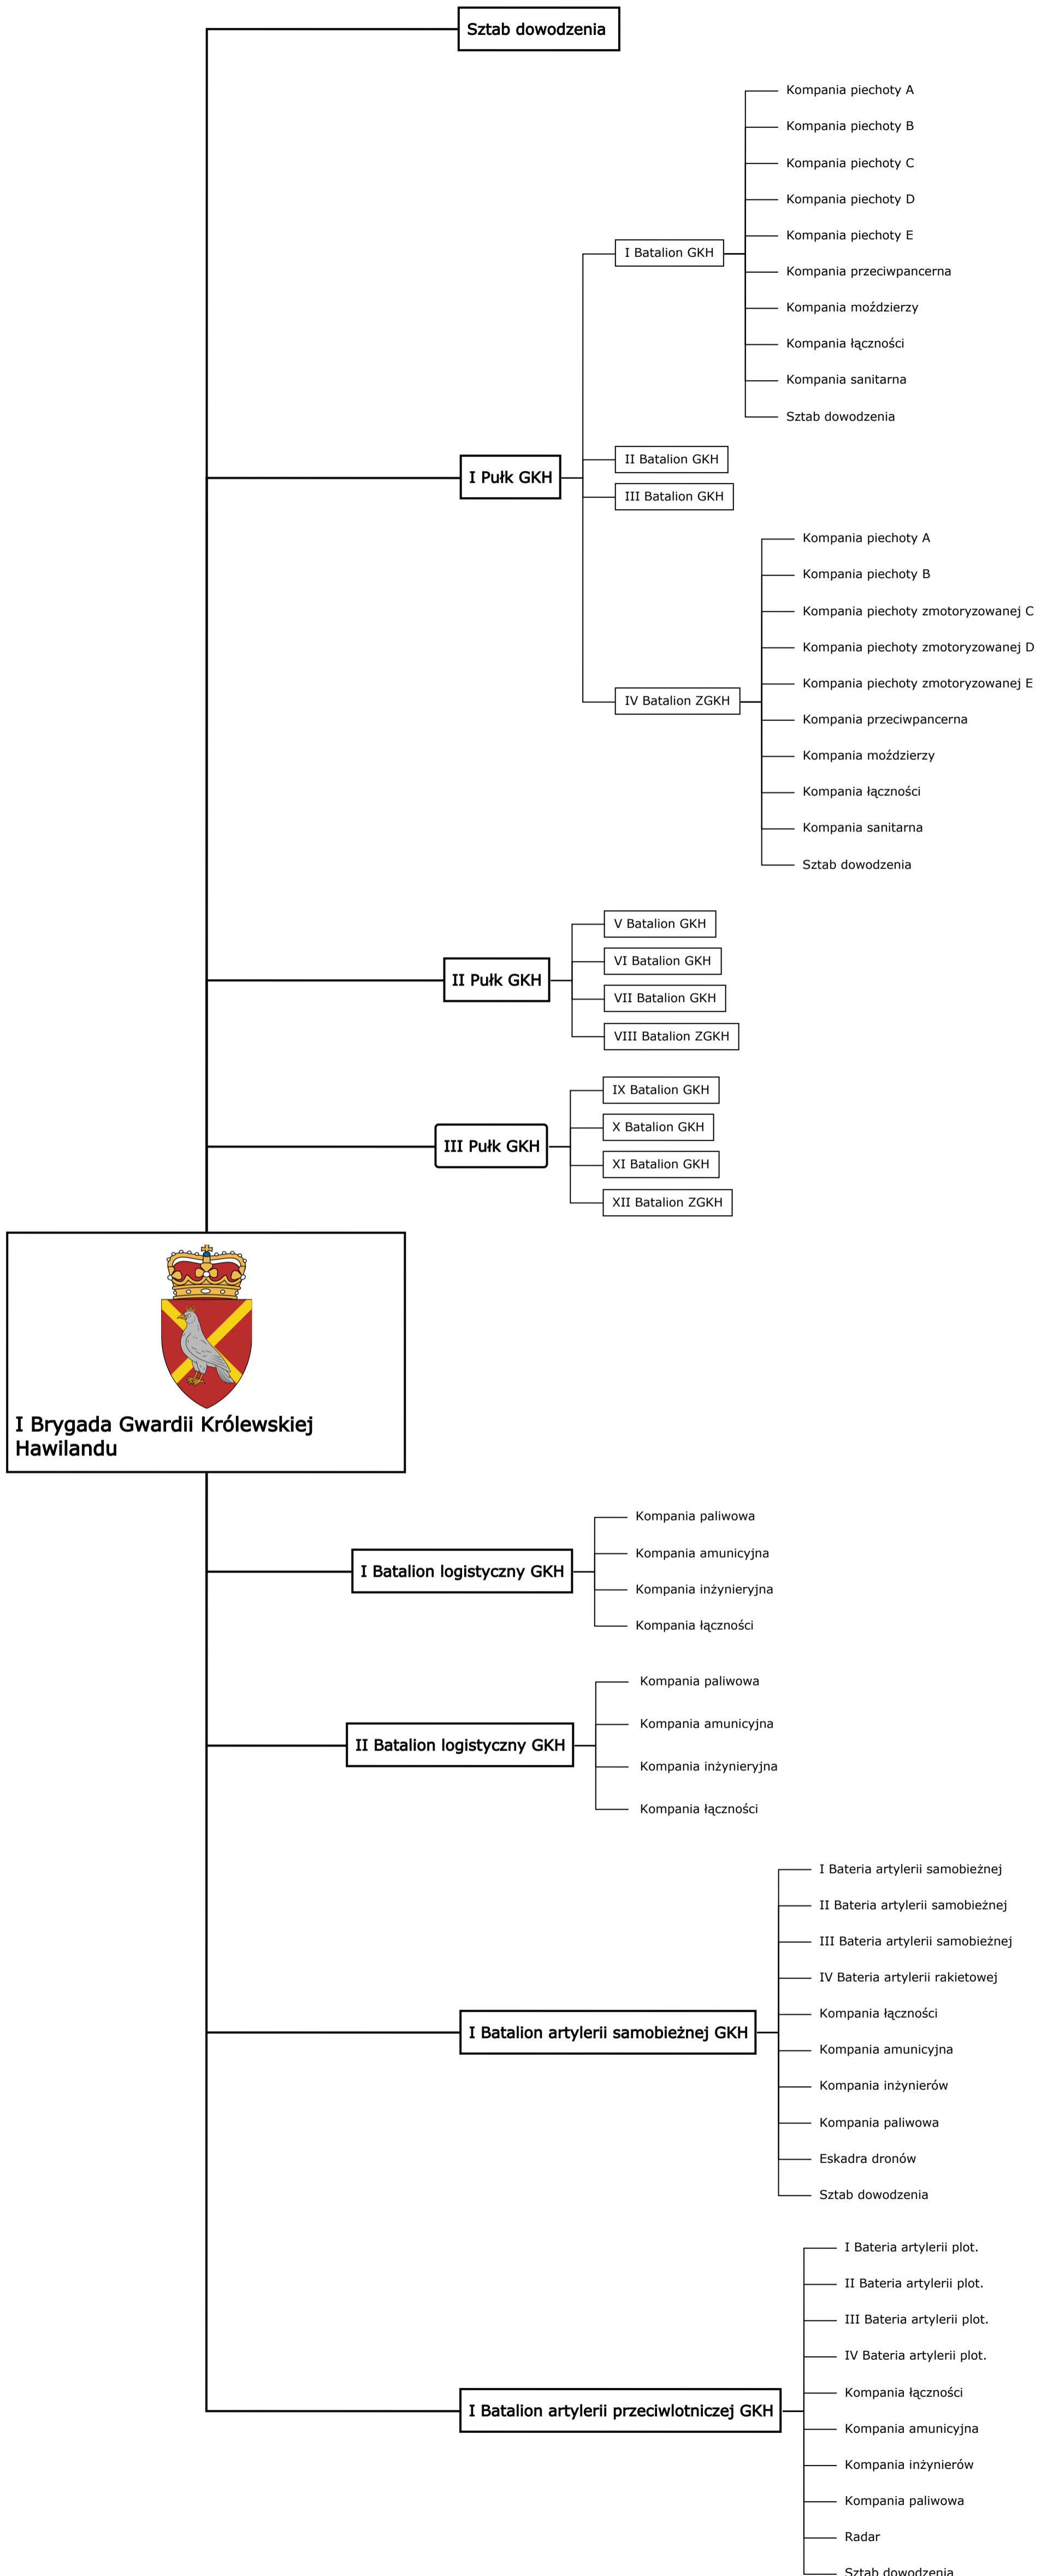 Sztab dowodzenia
Kompania piechoty A
Kompania piechoty B
Kompania piechoty C
Kompania piechoty D
Kompania piechoty E
I Batalion GKH
Kompania przeciwpancerna
Kompania moździerzy
Kompania łączności
Kompania sanitarna
Sztab dowodzenia
II Batalion GKH
I Pułk GKH
III Batalion GKH
Kompania piechoty A
Kompania piechoty B
Kompania piechoty zmotoryzowanej C
Kompania piechoty zmotoryzowanej D
Kompania piechoty zmotoryzowanej E
IV Batalion ZGKH
Kompania przeciwpancerna
Kompania moździerzy
Kompania łączności
Kompania sanitarna
Sztab dowodzenia
V Batalion GKH
VI Batalion GKH
II Pułk GKH
VII Batalion GKH
VIII Batalion ZGKH
IX Batalion GKH
X Batalion GKH
III Pułk GKH
XI Batalion GKH
XII Batalion ZGKH
I Brygada Gwardii Królewskiej
Hawilandu
Kompania paliwowa
Kompania amunicyjna
I Batalion logistyczny GKH
Kompania inżynieryjna
Kompania łączności
Kompania paliwowa
Kompania amunicyjna
II Batalion logistyczny GKH
Kompania inżynieryjna
Kompania łączności
I Bateria artylerii samobieżnej
II Bateria artylerii samobieżnej
III Bateria artylerii samobieżnej
IV Bateria artylerii rakietowej
Kompania łączności
I Batalion artylerii samobieżnej GKH
Kompania amunicyjna
Kompania inżynierów
Kompania paliwowa
Eskadra dronów
Sztab dowodzenia
I Bateria artylerii plot.
II Bateria artylerii plot.
III Bateria artylerii plot.
IV Bateria artylerii plot.
Kompania łączności
I Batalion artylerii przeciwlotniczej GKH
Kompania amunicyjna
Kompania inżynierów
Kompania paliwowa
Radar
Sztab dowodzenia